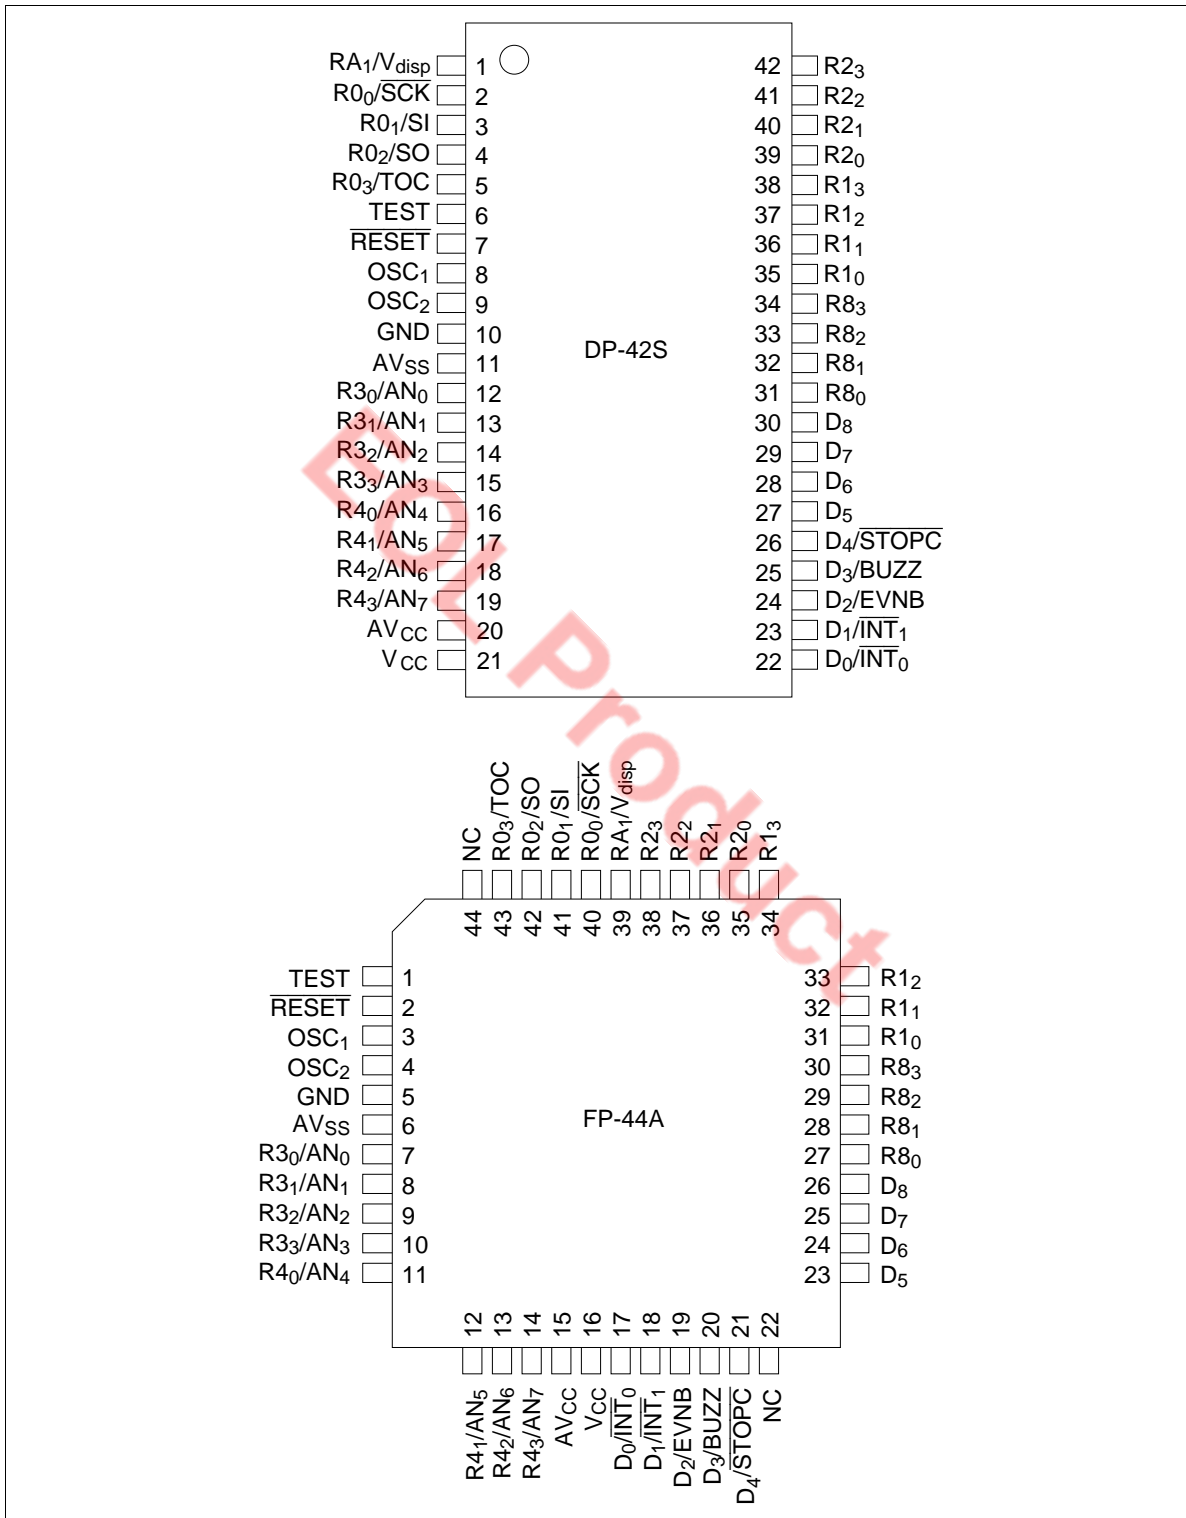 RA₁/Vdisp 1 42 R2₃
R0₀/S̅C̅K̅ 2 41 R2₂
R0₁/SI 3 40 R2₁
R0₂/SO 4 39 R2₀
R0₃/TOC 5 38 R1₃
TEST 6 37 R1₂
R̅E̅S̅E̅T̅ 7 36 R1₁
OSC₁ 8 35 R1₀
OSC₂ 9 34 R8₃
GND 10 33 R8₂
DP-42S
AVSS 11 32 R8₁
R3₀/AN₀ 12 31 R8₀
R3₁/AN₁ 13 30 D₈
R3₂/AN₂ 14 29 D₇
R3₃/AN₃ 15 28 D₆
R4₀/AN₄ 16 27 D₅
R4₁/AN₅ 17 26 D₄/S̅T̅O̅P̅C̅
R4₂/AN₆ 18 25 D₃/BUZZ
R4₃/AN₇ 19 24 D₂/EVNB
AVCC 20 23 D₁/I̅N̅T̅₁
VCC 21 22 D₀/I̅N̅T̅₀
EOL Product
NC R0₃/TOC R0₂/SO R0₁/SI R0₀/S̅C̅K̅ RA₁/Vdisp R2₃ R2₂ R2₁ R2₀ R1₃
44 43 42 41 40 39 38 37 36 35 34
TEST 1 33 R1₂
R̅E̅S̅E̅T̅ 2 32 R1₁
OSC₁ 3 31 R1₀
OSC₂ 4 30 R8₃
GND 5 29 R8₂
FP-44A
AVSS 6 28 R8₁
R3₀/AN₀ 7 27 R8₀
R3₁/AN₁ 8 26 D₈
R3₂/AN₂ 9 25 D₇
R3₃/AN₃ 10 24 D₆
R4₀/AN₄ 11 23 D₅
12 13 14 15 16 17 18 19 20 21 22
R4₁/AN₅ R4₂/AN₆ R4₃/AN₇ AVCC VCC D₀/I̅N̅T̅₀ D₁/I̅N̅T̅₁ D₂/EVNB D₃/BUZZ D₄/S̅T̅O̅P̅C̅ NC